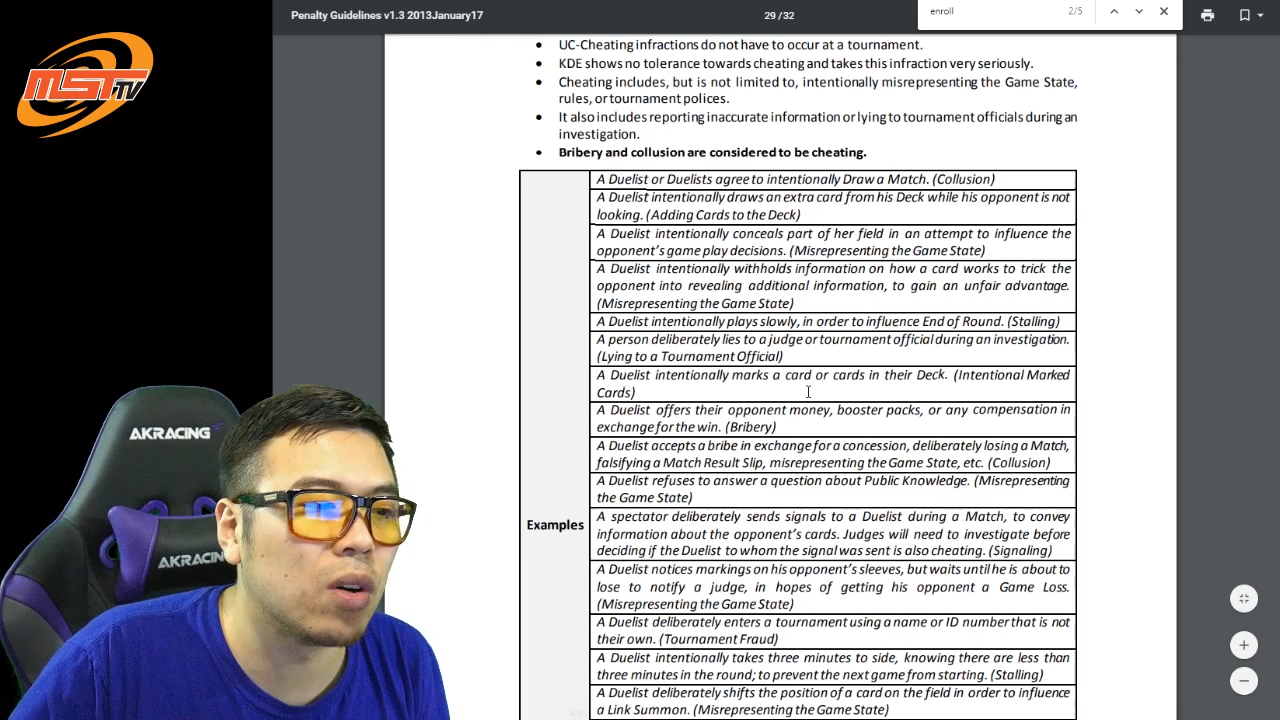 Penalty Guidelines v1.3 2013January17
29 / 32
enroll
2/5
MST TV
UC-Cheating infractions do not have to occur at a tournament.
KDE shows no tolerance towards cheating and takes this infraction very seriously.
Cheating includes, but is not limited to, intentionally misrepresenting the Game State,
rules, or tournament polices.
It also includes reporting inaccurate information or lying to tournament officials during an
investigation.
Bribery and collusion are considered to be cheating.
Examples
A Duelist or Duelists agree to intentionally Draw a Match. (Collusion)
A Duelist intentionally draws an extra card from his Deck while his opponent is not
looking. (Adding Cards to the Deck)
A Duelist intentionally conceals part of her field in an attempt to influence the
opponent's game play decisions. (Misrepresenting the Game State)
A Duelist intentionally withholds information on how a card works to trick the
opponent into revealing additional information, to gain an unfair advantage.
(Misrepresenting the Game State)
A Duelist intentionally plays slowly, in order to influence End of Round. (Stalling)
A person deliberately lies to a judge or tournament official during an investigation.
(Lying to a Tournament Official)
A Duelist intentionally marks a card or cards in their Deck. (Intentional Marked
Cards)
A Duelist offers their opponent money, booster packs, or any compensation in
exchange for the win. (Bribery)
A Duelist accepts a bribe in exchange for a concession, deliberately losing a Match,
falsifying a Match Result Slip, misrepresenting the Game State, etc. (Collusion)
A Duelist refuses to answer a question about Public Knowledge. (Misrepresenting
the Game State)
A spectator deliberately sends signals to a Duelist during a Match, to convey
information about the opponent's cards. Judges will need to investigate before
deciding if the Duelist to whom the signal was sent is also cheating. (Signaling)
A Duelist notices markings on his opponent's sleeves, but waits until he is about to
lose to notify a judge, in hopes of getting his opponent a Game Loss.
(Misrepresenting the Game State)
A Duelist deliberately enters a tournament using a name or ID number that is not
their own. (Tournament Fraud)
A Duelist intentionally takes three minutes to side, knowing there are less than
three minutes in the round; to prevent the next game from starting. (Stalling)
A Duelist deliberately shifts the position of a card on the field in order to influence
a Link Summon. (Misrepresenting the Game State)
AKRACING
AKRACING